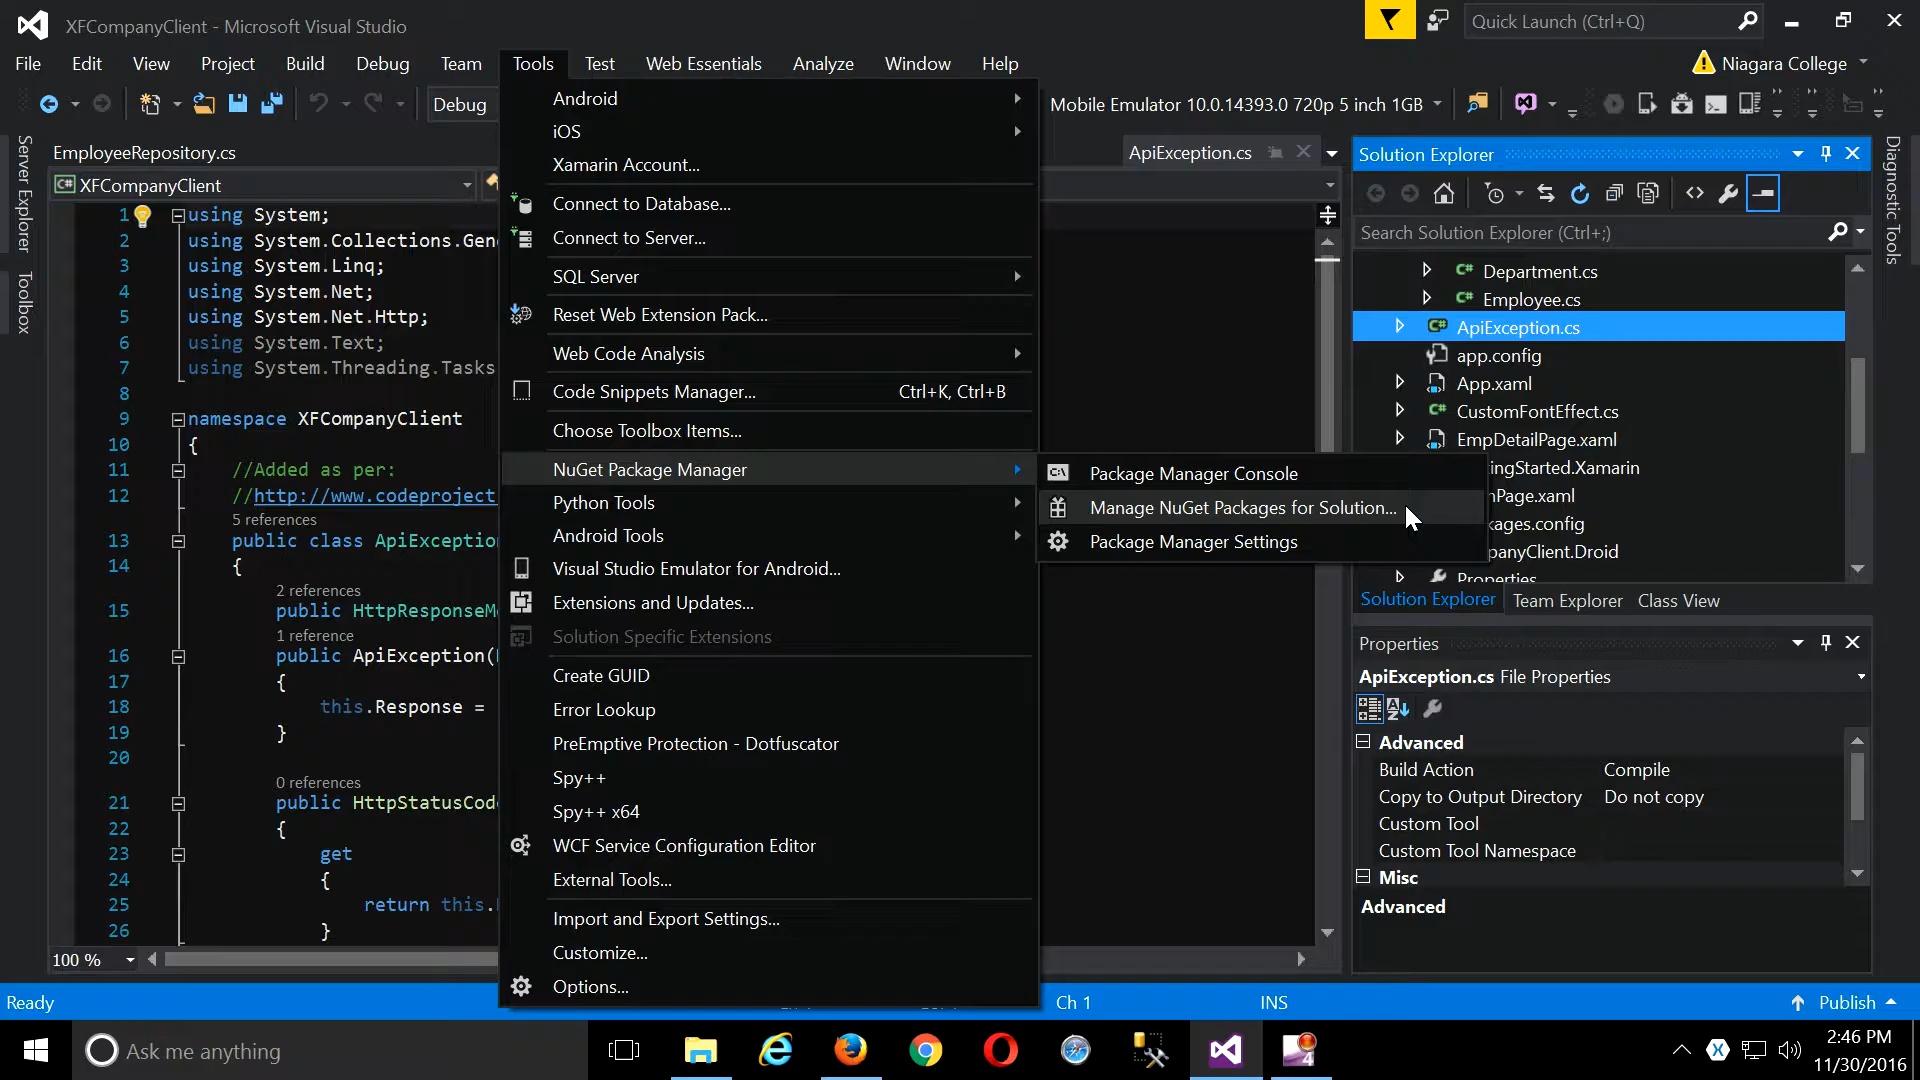 XFCompanyClient - Microsoft Visual Studio
Quick Launch (Ctrl+Q)
File Edit View Project Build Debug Team Tools Test Web Essentials Analyze Window Help
Niagara College
Debug
Mobile Emulator 10.0.14393.0 720p 5 inch 1GB
Server Explorer
Toolbox
EmployeeRepository.cs
ApiException.cs
XFCompanyClient
1 using System;
2 using System.Collections.Gen
3 using System.Linq;
4 using System.Net;
5 using System.Net.Http;
6 using System.Text;
7 using System.Threading.Tasks
8
9 namespace XFCompanyClient
10 {
11 //Added as per:
12 //http://www.codeproject.
5 references
13 public class ApiException
14 {
2 references
15 public HttpResponseM
1 reference
16 public ApiException(
17 {
18 this.Response =
19 }
20
0 references
21 public HttpStatusCod
22 {
23 get
24 {
25 return this.
26 }
100 %
Android
iOS
Xamarin Account...
Connect to Database...
Connect to Server...
SQL Server
Reset Web Extension Pack...
Web Code Analysis
Code Snippets Manager... Ctrl+K, Ctrl+B
Choose Toolbox Items...
NuGet Package Manager
Python Tools
Android Tools
Visual Studio Emulator for Android...
Extensions and Updates...
Solution Specific Extensions
Create GUID
Error Lookup
PreEmptive Protection - Dotfuscator
Spy++
Spy++ x64
WCF Service Configuration Editor
External Tools...
Import and Export Settings...
Customize...
Options...
Package Manager Console
Manage NuGet Packages for Solution...
Package Manager Settings
Solution Explorer
Search Solution Explorer (Ctrl+;)
Department.cs
Employee.cs
ApiException.cs
app.config
App.xaml
CustomFontEffect.cs
EmpDetailPage.xaml
ingStarted.Xamarin
nPage.xaml
kages.config
panyClient.Droid
Properties
Solution Explorer Team Explorer Class View
Diagnostic Tools
Properties
ApiException.cs File Properties
Advanced
Build Action Compile
Copy to Output Directory Do not copy
Custom Tool
Custom Tool Namespace
Misc
Advanced
Ready
Ch 1
INS
Publish
Ask me anything
2:46 PM
11/30/2016